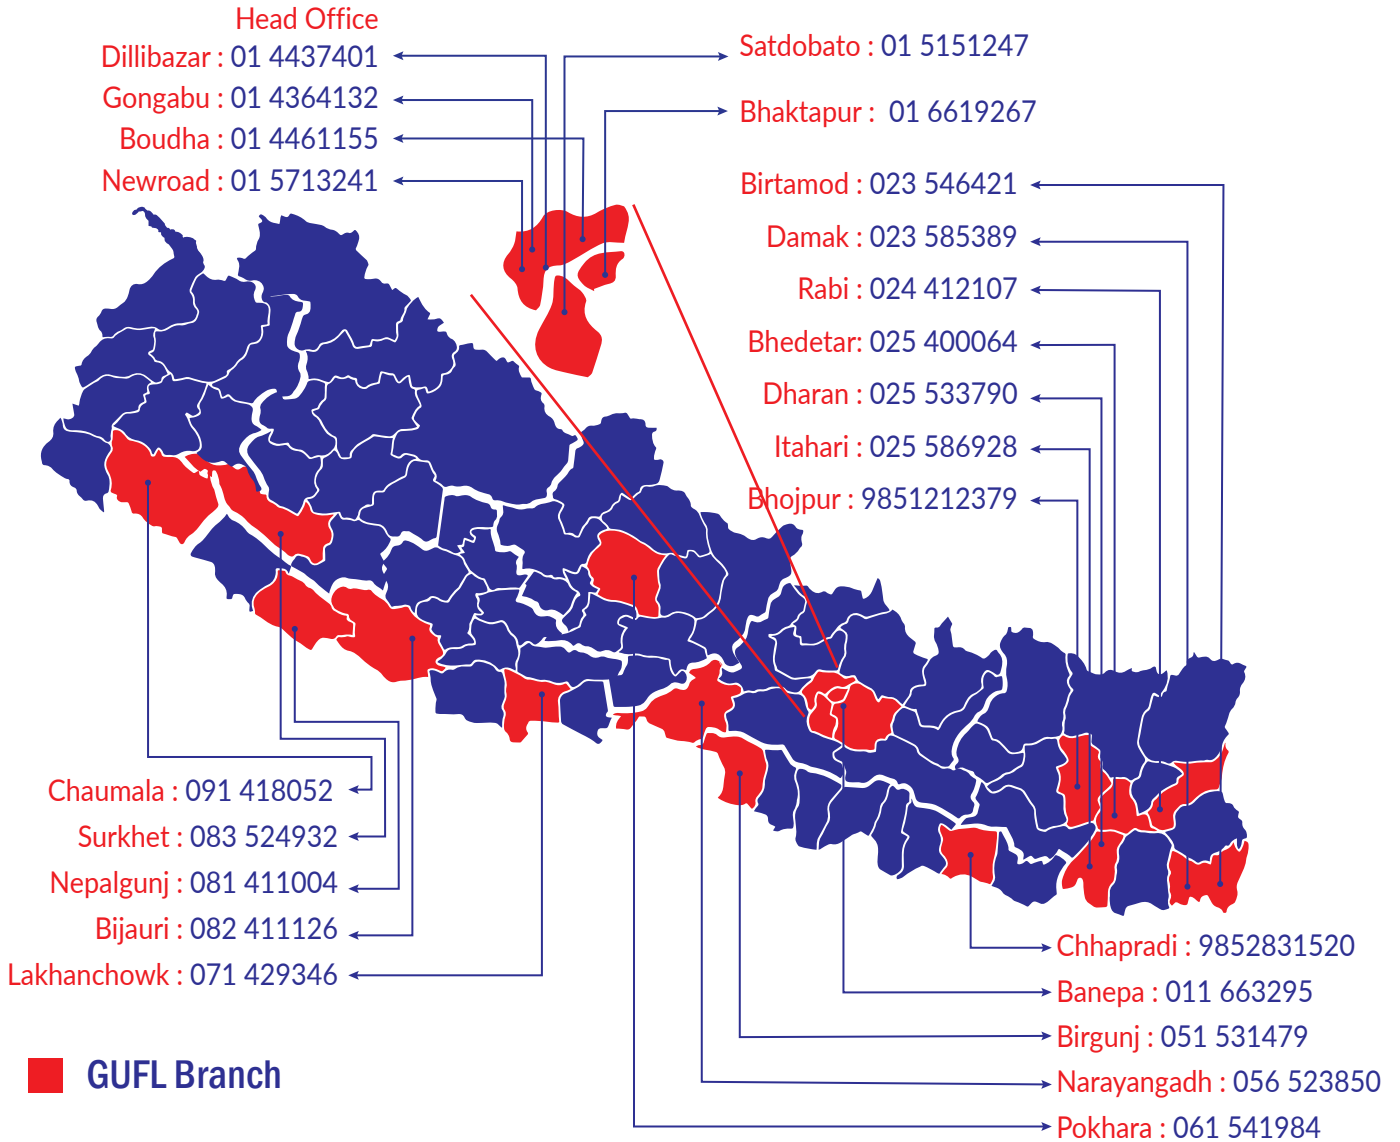 Head Office
Dillibazar : 01 4437401
Gongabu : 01 4364132
Boudha : 01 4461155
Newroad : 01 5713241
Satdobato : 01 5151247
Bhaktapur : 01 6619267
Birtamod : 023 546421
Damak : 023 585389
Rabi : 024 412107
Bhedetar: 025 400064
Dharan : 025 533790
Itahari : 025 586928
Bhojpur : 9851212379
Chaumala : 091 418052
Surkhet : 083 524932
Nepalgunj : 081 411004
Bijauri : 082 411126
Lakhanchowk : 071 429346
Chhapradi : 9852831520
Banepa : 011 663295
Birgunj : 051 531479
Narayangadh : 056 523850
Pokhara : 061 541984
GUFL Branch